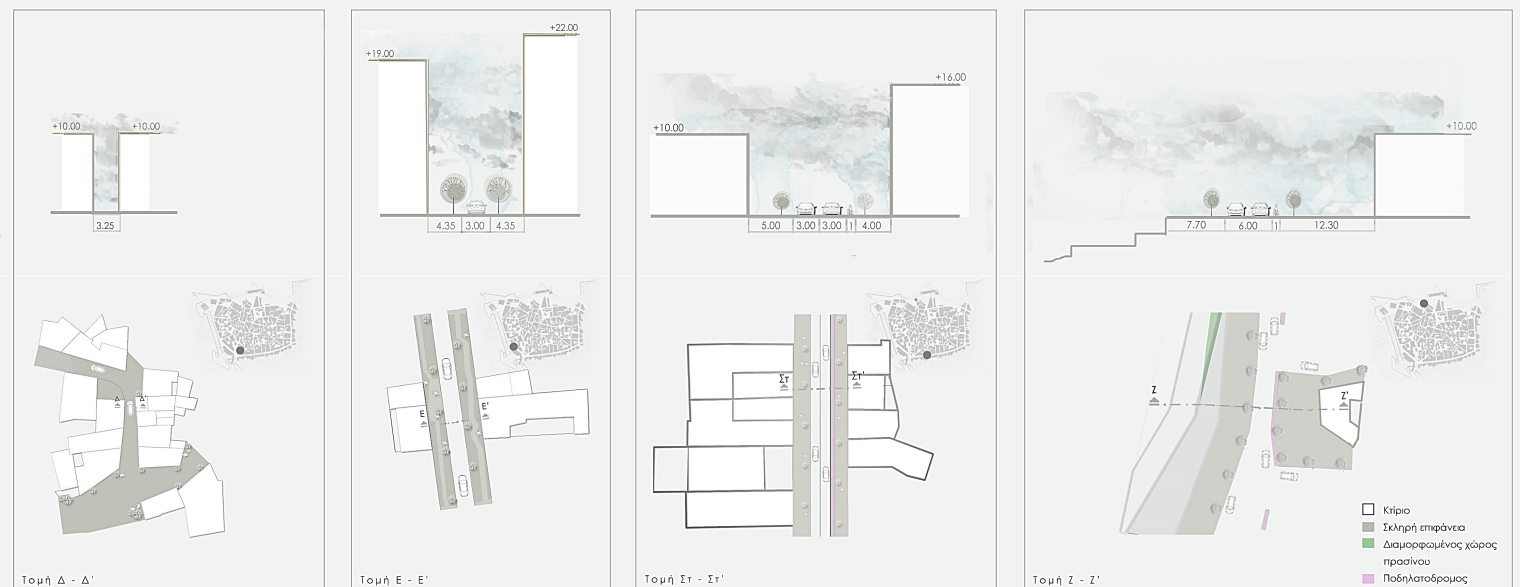 +10.00
+10.00
3.25
Δ
Δ'
Τομή Δ - Δ'
+19.00
+22.00
4.35
3.00
4.35
Ε
Ε'
Τομή Ε - Ε'
+10.00
+16.00
5.00
3.00
3.00
1
4.00
Στ
Στ'
Τομή Στ - Στ'
+10.00
7.70
6.00
1
12.30
Ζ
Ζ'
Κτίριο
Σκληρή επιφάνεια
Διαμορφωμένος χώρος
πρασίνου
Ποδηλατοδρομος
Τομή Ζ - Ζ'